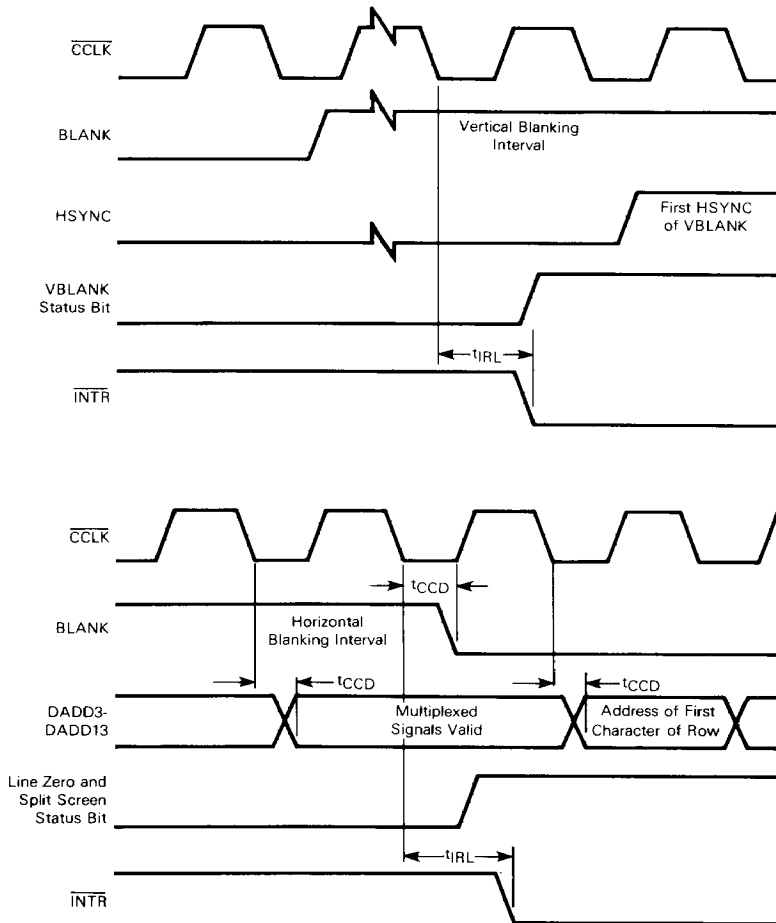 CCLK
BLANK
Vertical Blanking
Interval
HSYNC
First HSYNC
of VBLANK
VBLANK
Status Bit
tIRL
INTR
CCLK
tCCD
BLANK
Horizontal
Blanking Interval
tCCD
tCCD
DADD3-
DADD13
Multiplexed
Signals Valid
Address of First
Character of Row
Line Zero and
Split Screen
Status Bit
tIRL
INTR